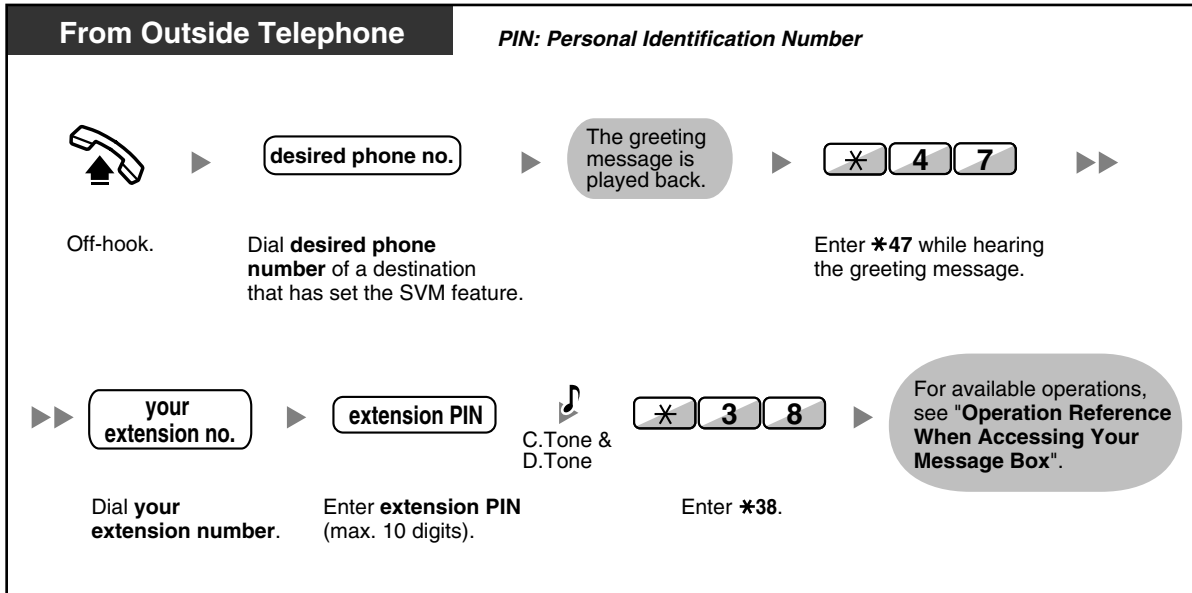 From Outside Telephone
PIN: Personal Identification Number
desired phone no.
The greeting
message is
played back.
* 4 7
Off-hook.
Dial desired phone
number of a destination
that has set the SVM feature.
Enter *47 while hearing
the greeting message.
your
extension no.
extension PIN
C.Tone &
D.Tone
* 3 8
For available operations,
see "Operation Reference
When Accessing Your
Message Box".
Dial your
extension number.
Enter extension PIN
(max. 10 digits).
Enter *38.